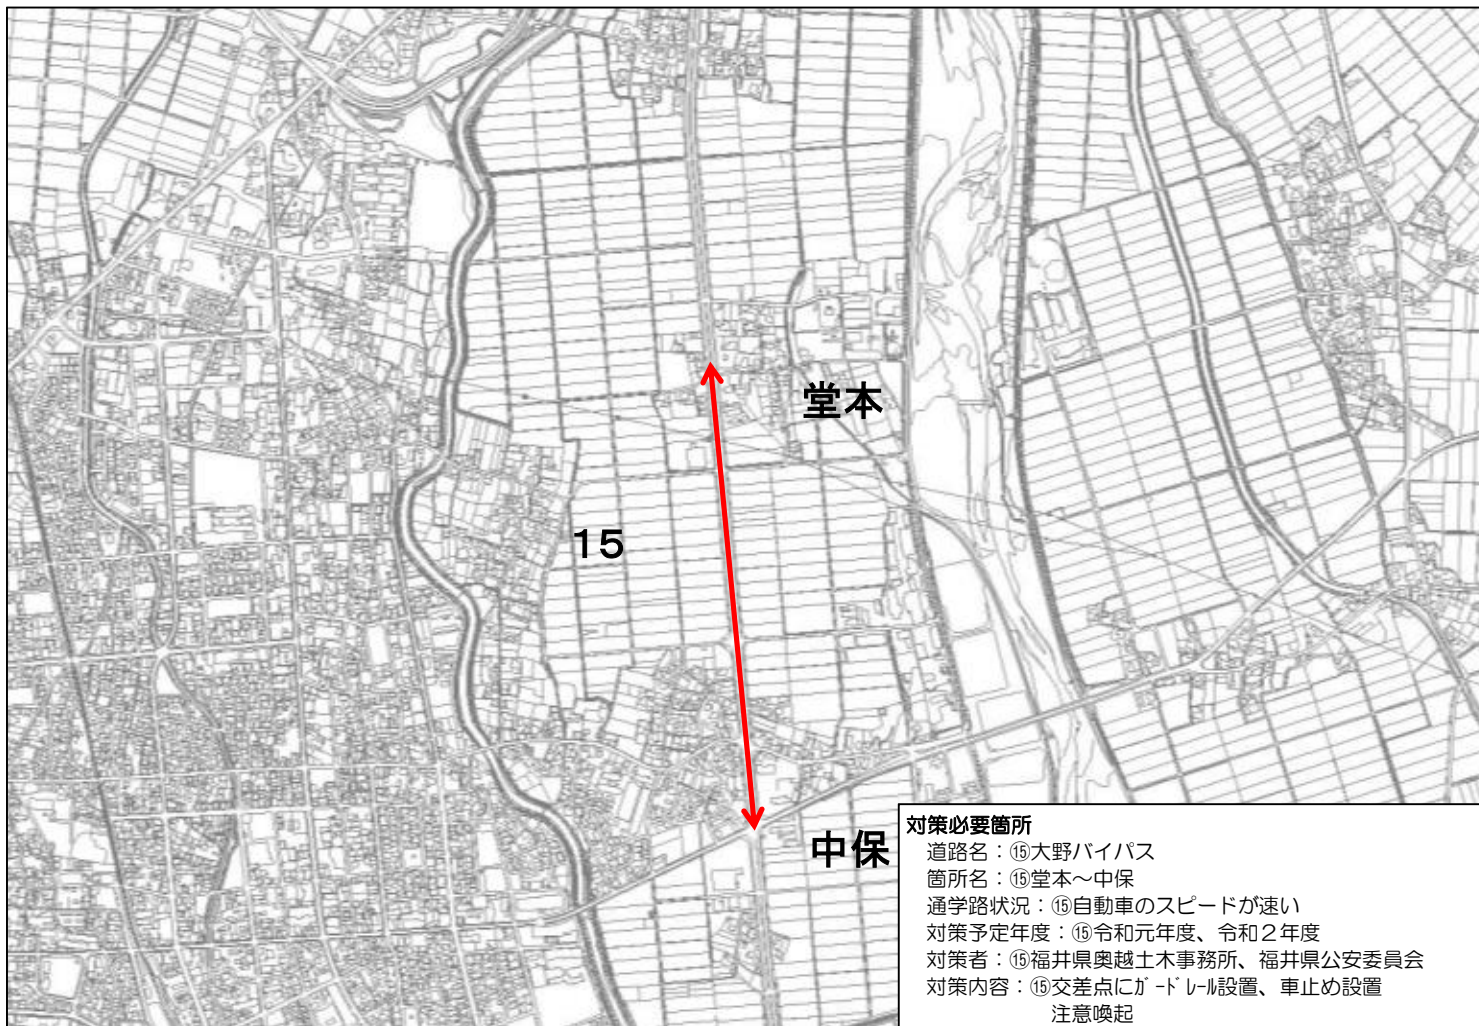 堂本
15
中保
対策必要箇所
道路名：⑮大野バイパス
箇所名：⑮堂本～中保
通学路状況：⑮自動車のスピードが速い
対策予定年度：⑮令和元年度、令和２年度
対策者：⑮福井県奥越土木事務所、福井県公安委員会
対策内容：⑮交差点にｶﾞｰﾄﾞﾚｰﾙ設置、車止め設置
注意喚起